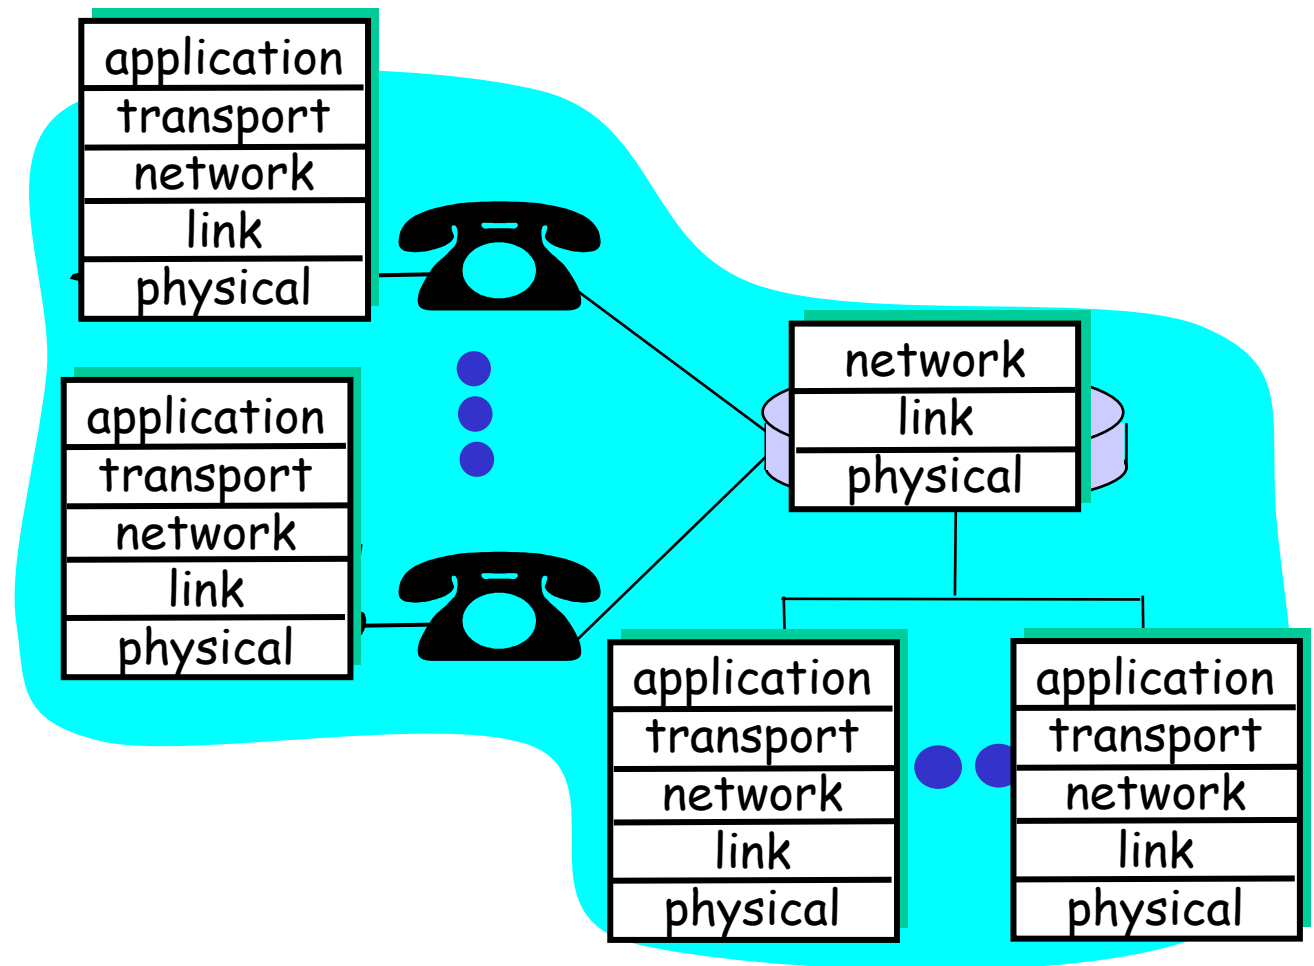 application
transport
network
link
physical
application
transport
network
link
physical
network
link
physical
application
transport
network
link
physical
application
transport
network
link
physical